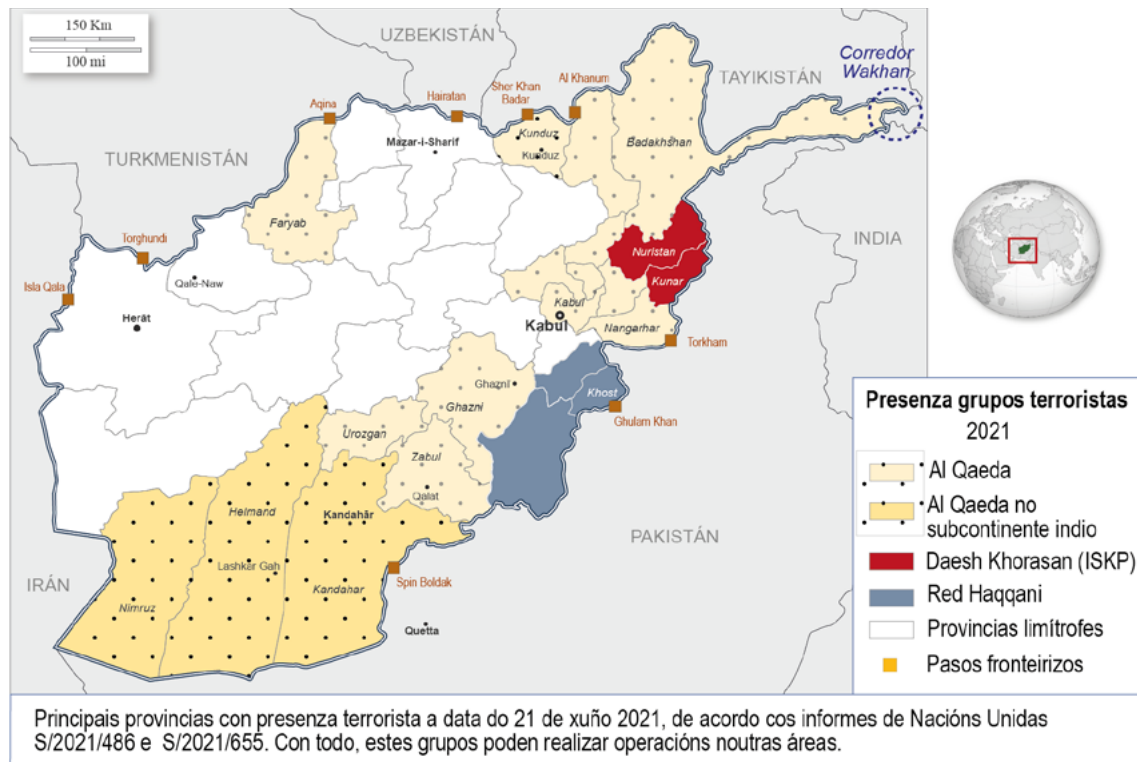 150 Km
100 mi
UZBEKISTÁN
Corredor
Wakhan
TAYIKISTÁN
Sher Khan
Badar
Al Khanum
Hairatan
Aqina
Kunduz
Kunduz
Badakhshan
Mazar-i-Sharif
TURKMENISTÁN
Faryab
Torghundi
INDIA
Nuristan
Kunar
Qale-Naw
Isla Qala
Herāt
Kabul
Kabul
Nangarhar
Torkham
Ghazni
Khost
Ghazni
Ghulam Khan
Urozgan
Zabul
Qalat
Helmand
Kandahār
PAKISTÁN
Lashkar Gah
Spin Boldak
IRÁN
Kandahar
Nimruz
Quetta
Presenza grupos terroristas
2021
Al Qaeda
Al Qaeda no
subcontinente indio
Daesh Khorasan (ISKP)
Red Haqqani
Provincias limítrofes
Pasos fronteirizos
Principais provincias con presenza terrorista a data do 21 de xuño 2021, de acordo cos informes de Nacións Unidas
S/2021/486 e S/2021/655. Con todo, estes grupos poden realizar operacións noutras áreas.